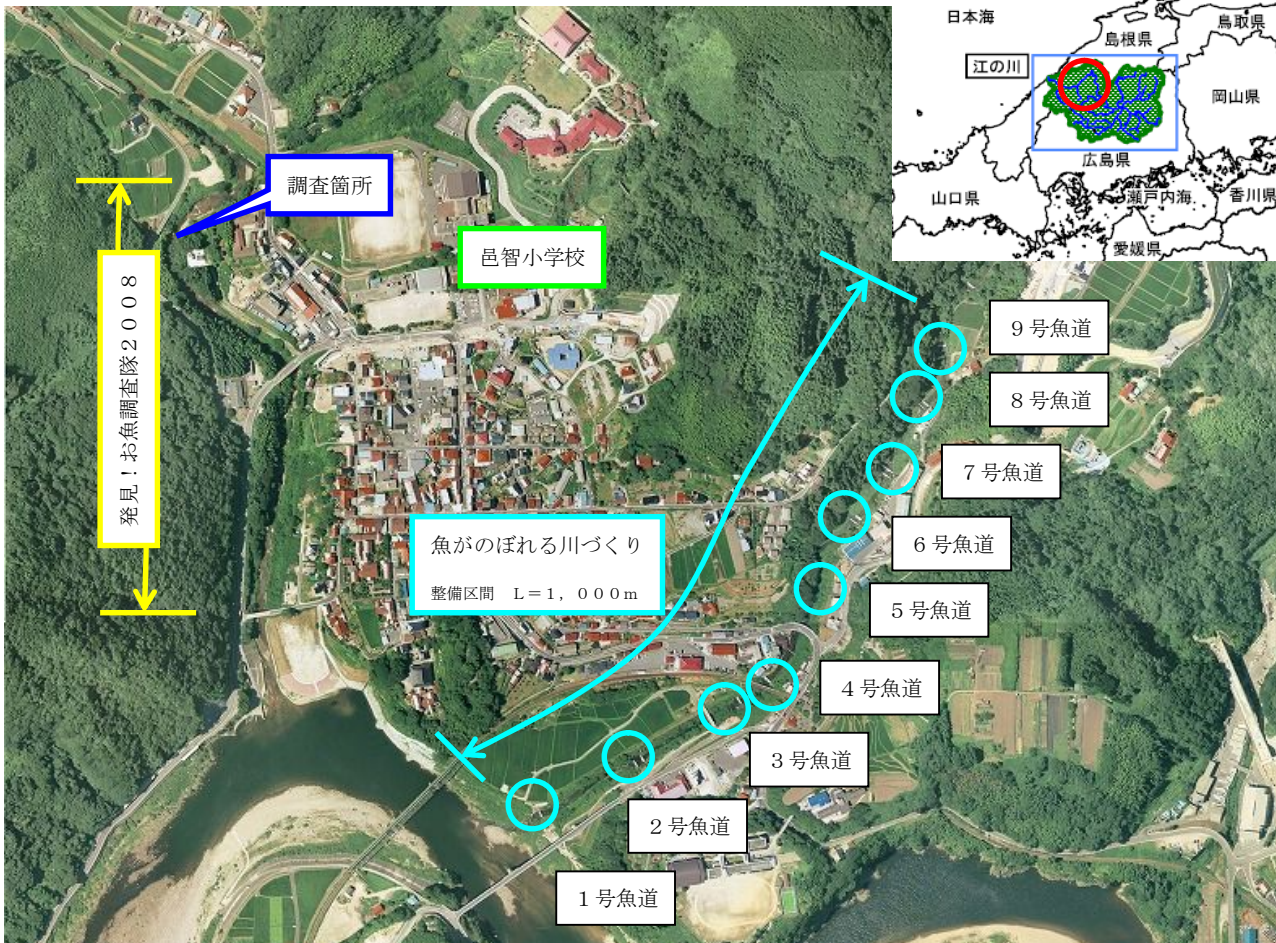 日本海
鳥取県
島根県
江の川
岡山県
広島県
山口県
瀬戸内海
香川県
愛媛県
調査箇所
邑智小学校
発見！お魚調査隊２００８
魚がのぼれる川づくり
整備区間　Ｌ＝１，０００ｍ
９号魚道
８号魚道
７号魚道
６号魚道
５号魚道
４号魚道
３号魚道
２号魚道
１号魚道